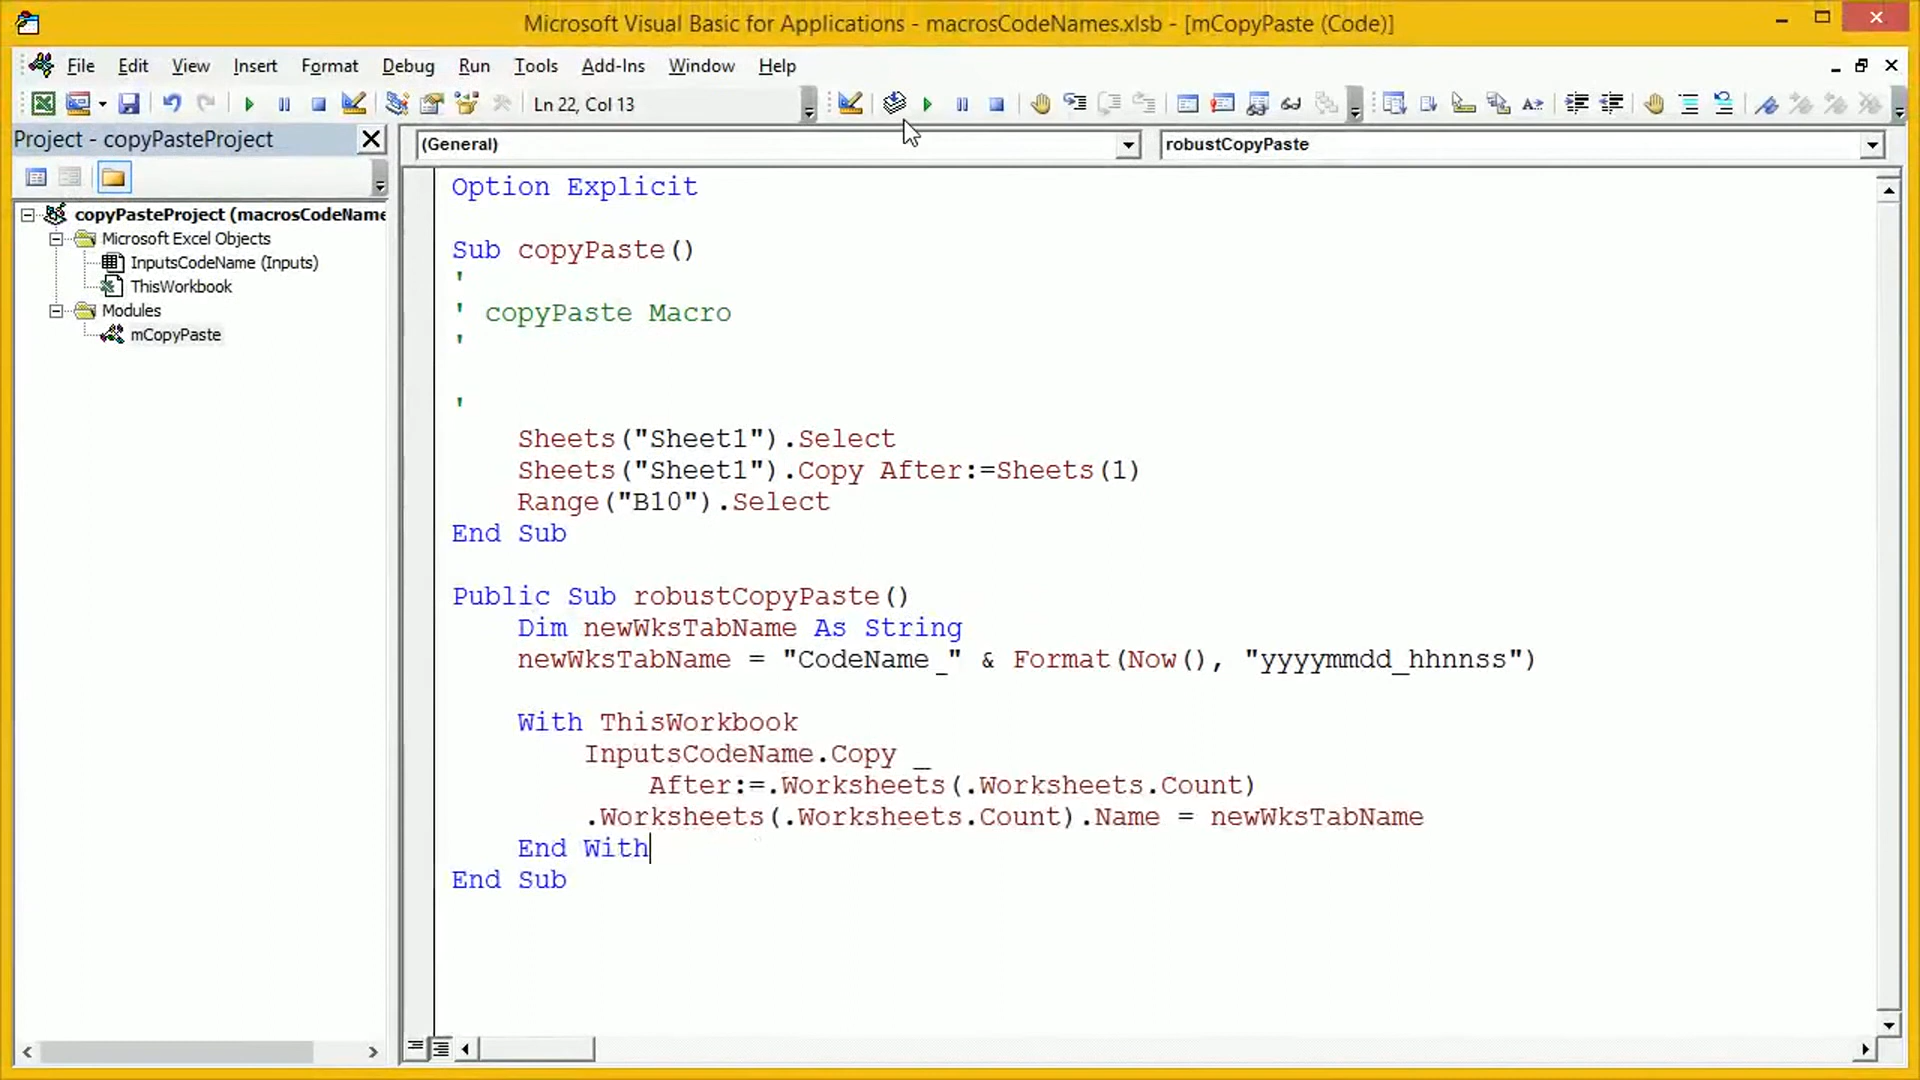 Microsoft Visual Basic for Applications - macrosCodeNames.xlsb - [mCopyPaste (Code)]
File Edit View Insert Format Debug Run Tools Add-Ins Window Help
Ln 22, Col 13
Project - copyPasteProject
(General)
robustCopyPaste
copyPasteProject (macrosCodeName
Microsoft Excel Objects
InputsCodeName (Inputs)
ThisWorkbook
Modules
mCopyPaste
Option Explicit
Sub copyPaste()
'
' copyPaste Macro
'
'
Sheets("Sheet1").Select
Sheets("Sheet1").Copy After:=Sheets(1)
Range("B10").Select
End Sub
Public Sub robustCopyPaste()
Dim newWksTabName As String
newWksTabName = "CodeName_" & Format(Now(), "yyyymmdd_hhnnss")
With ThisWorkbook
InputsCodeName.Copy _
After:=.Worksheets(.Worksheets.Count)
.Worksheets(.Worksheets.Count).Name = newWksTabName
End With
End Sub